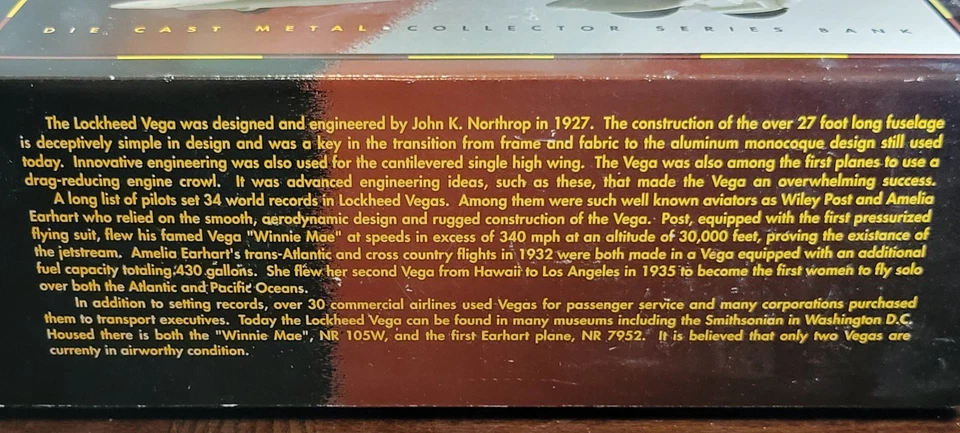 DIE CAST METAL COLLECTOR SERIES BANK
The Lockheed Vega was designed and engineered by John K. Northrop in 1927. The construction of the over 27 foot long fuselage
is deceptively simple in design and was a key in the transition from frame and fabric to the aluminum monocoque design still used
today. Innovative engineering was also used for the cantilevered single high wing. The Vega was also among the first planes to use a
drag-reducing engine crowl. It was advanced engineering ideas, such as these, that made the Vega an overwhelming success.
A long list of pilots set 34 world records in Lockheed Vegas. Among them were such well known aviators as Wiley Post and Amelia
Earhart who relied on the smooth, aerodynamic design and rugged construction of the Vega. Post, equipped with the first pressurized
flying suit, flew his famed Vega "Winnie Mae" at speeds in excess of 340 mph at an altitude of 30,000 feet, proving the existance of
the jetstream. Amelia Earhart's trans-Atlantic and cross country flights in 1932 were both made in a Vega equipped with an additional
fuel capacity totaling 430 gallons. She flew her second Vega from Hawaii to Los Angeles in 1935 to become the first women to fly solo
over both the Atlantic and Pacific Oceans.
In addition to setting records, over 30 commercial airlines used Vegas for passenger service and many corporations purchased
them to transport executives. Today the Lockheed Vega can be found in many museums including the Smithsonian in Washington D.C.
Housed there is both the "Winnie Mae", NR 105W, and the first Earhart plane, NR 7952. It is believed that only two Vegas are
currenty in airworthy condition.